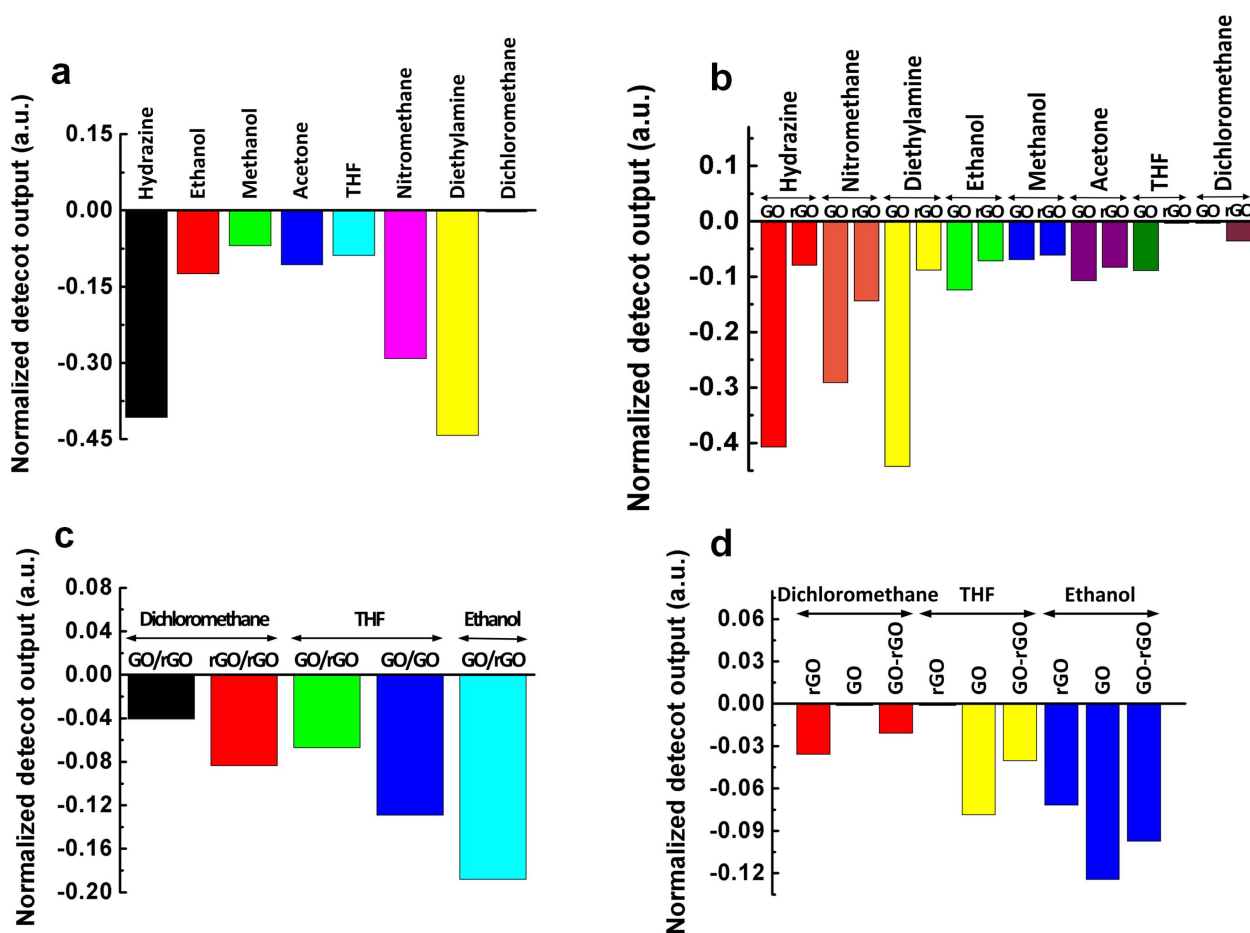 a
Normalized detecot output (a.u.)
0.15
0.00
-0.15
-0.30
-0.45
Hydrazine
Ethanol
Methanol
Acetone
THF
Nitromethane
Diethylamine
Dichloromethane
b
Normalized detecot output (a.u.)
0.1
0.0
-0.1
-0.2
-0.3
-0.4
Hydrazine
Nitromethane
Diethylamine
Ethanol
Methanol
Acetone
THF
Dichloromethane
GO rGO GO rGO GO rGO GO rGO GO rGO GO rGO GO rGO GO rGO
c
Normalized detecot output (a.u.)
0.08
0.04
0.00
-0.04
-0.08
-0.12
-0.16
-0.20
Dichloromethane THF Ethanol
GO/rGO rGO/rGO GO/rGO GO/GO GO/rGO
d
Normalized detecot output (a.u.)
0.06
0.03
0.00
-0.03
-0.06
-0.09
-0.12
Dichloromethane THF Ethanol
rGO
GO
GO-rGO
rGO
GO
GO-rGO
rGO
GO
GO-rGO